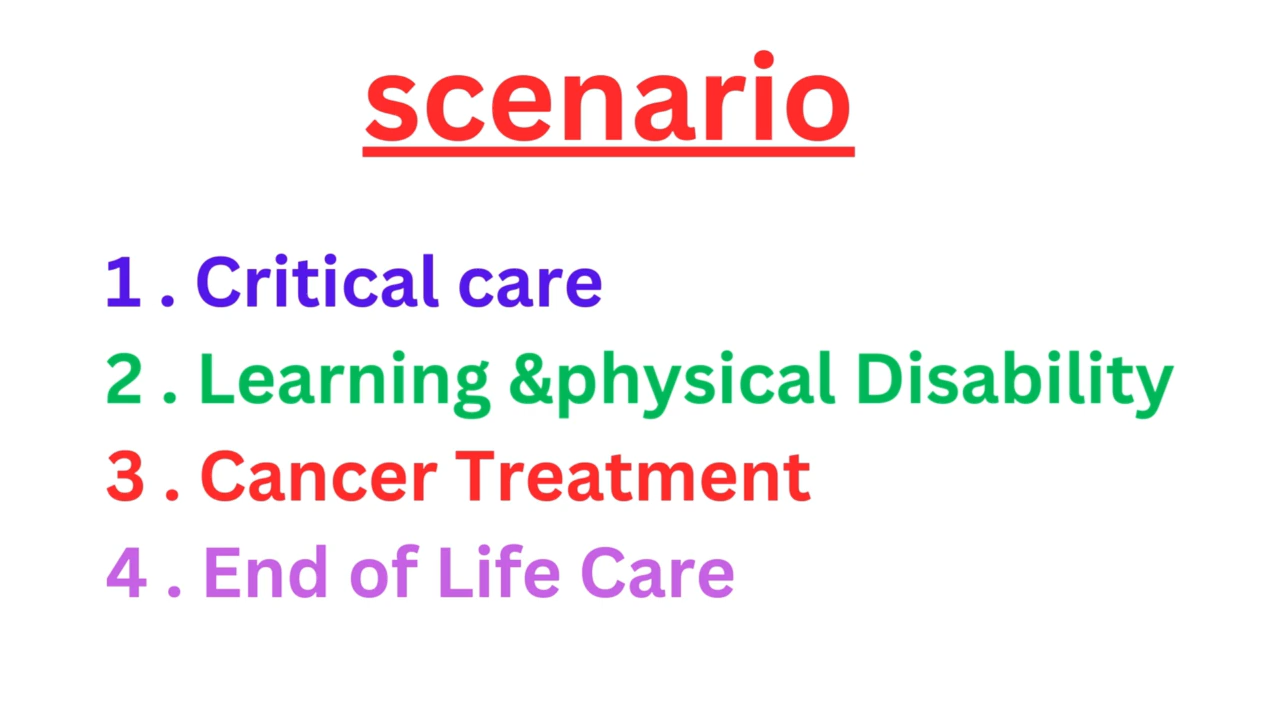 scenario
1 . Critical care
2 . Learning &physical Disability
3 . Cancer Treatment
4 . End of Life Care